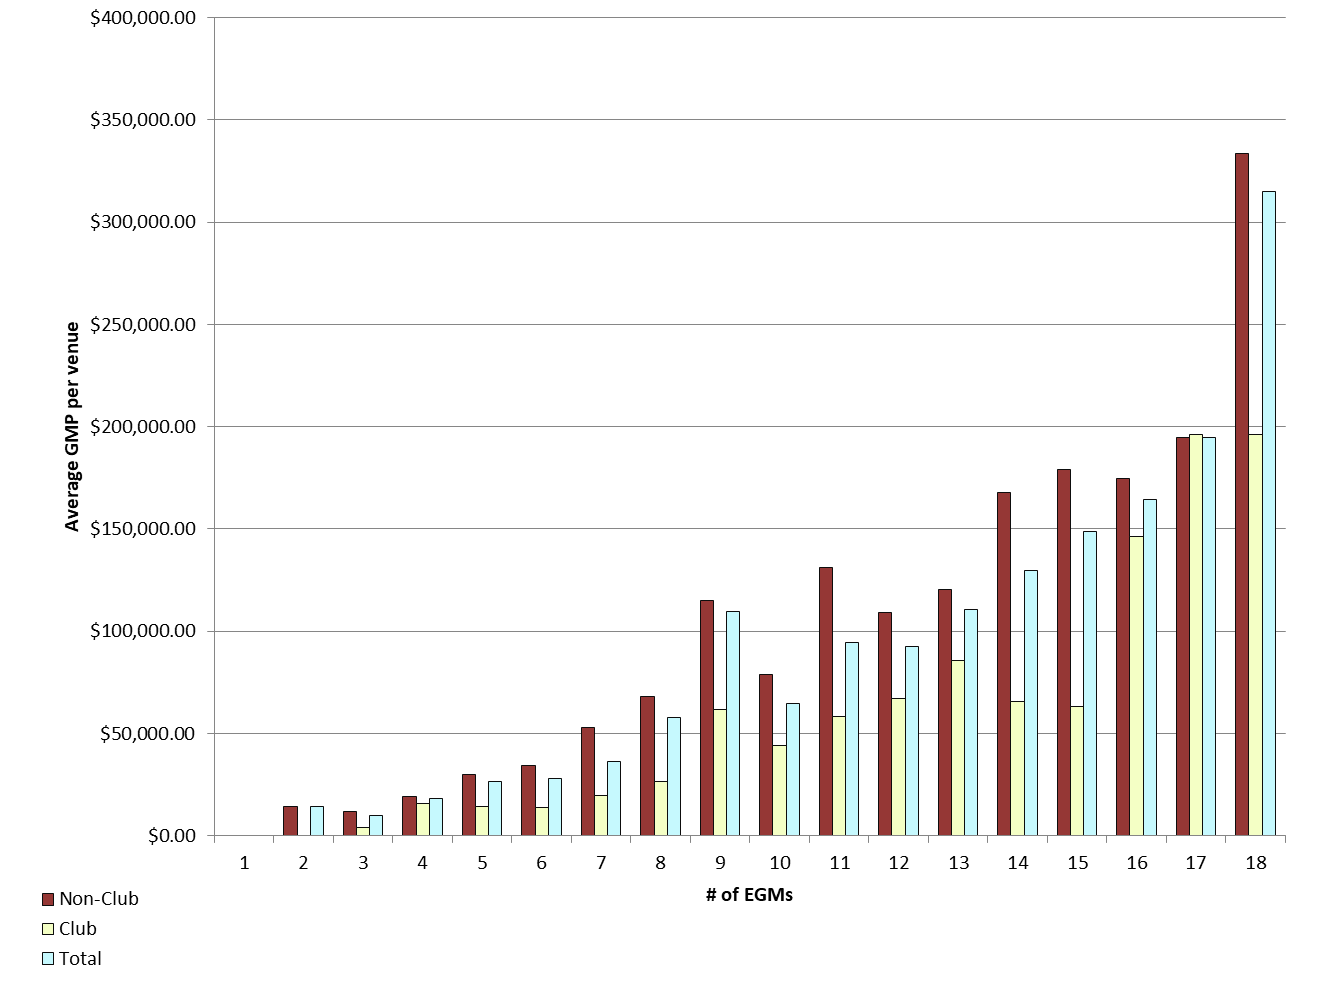 $400,000.00
$350,000.00
$300,000.00
$250,000.00
$200,000.00
$150,000.00
$100,000.00
$50,000.00
$0.00
Average GMP per venue
1 2 3 4 5 6 7 8 9 10 11 12 13 14 15 16 17 18
# of EGMs
Non-Club
Club
Total